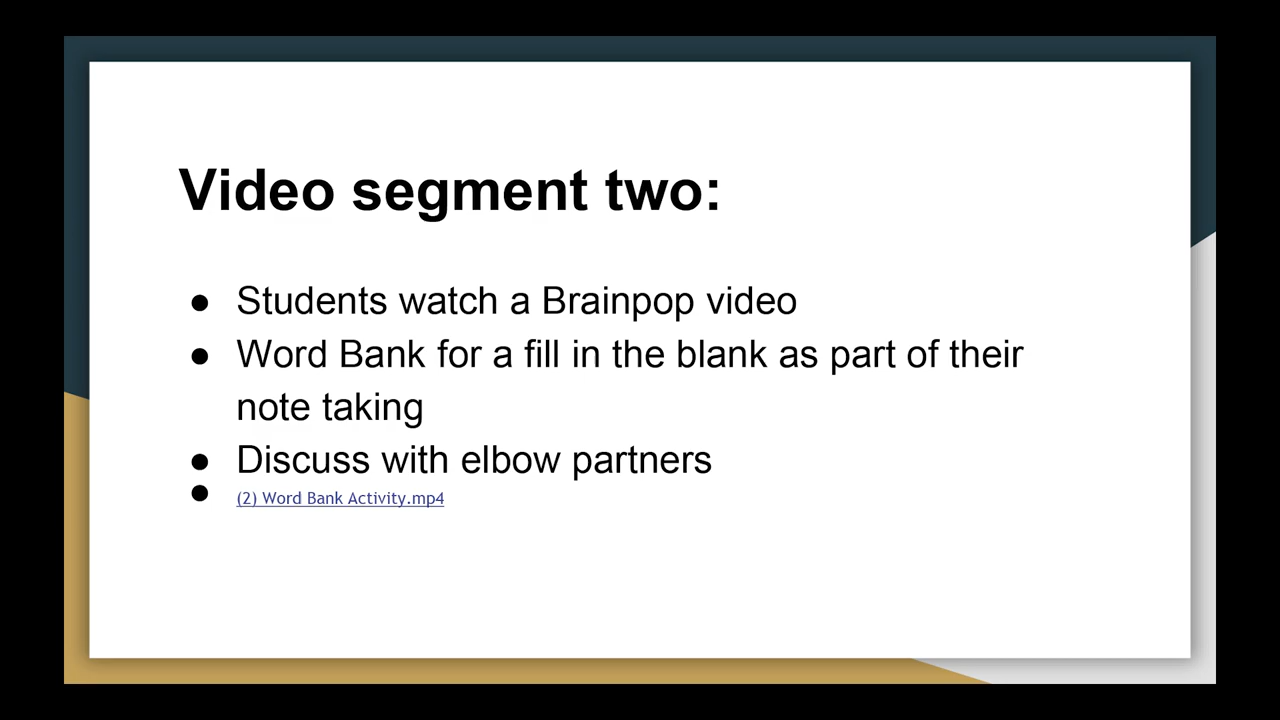 Video segment two:
● Students watch a Brainpop video
● Word Bank for a fill in the blank as part of their
note taking
● Discuss with elbow partners
● (2) Word Bank Activity.mp4